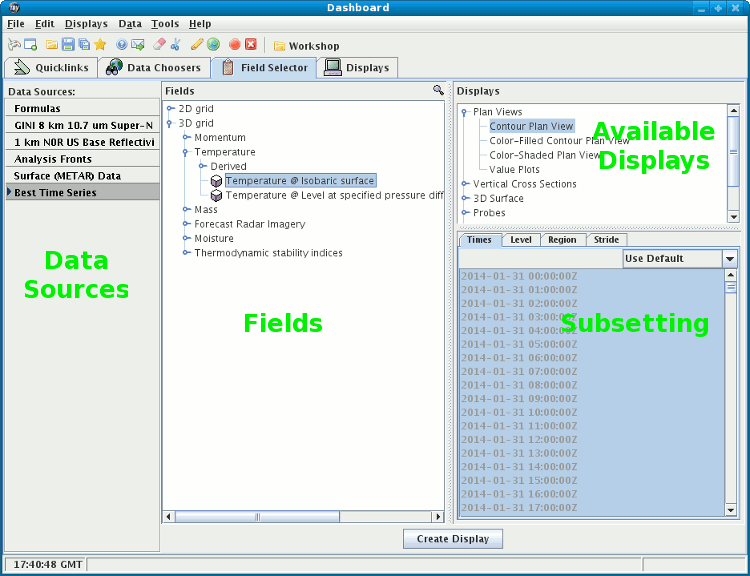 Dashboard
File Edit Displays Data Tools Help
Workshop
Quicklinks Data Choosers Field Selector Displays
Data Sources:
Formulas
GINI 8 km 10.7 um Super-N
1 km N0R US Base Reflectivi
Analysis Fronts
Surface (METAR) Data
Best Time Series
Data
Sources
Fields
2D grid
3D grid
Momentum
Temperature
Derived
Temperature @ Isobaric surface
Temperature @ Level at specified pressure diff
Mass
Forecast Radar Imagery
Moisture
Thermodynamic stability indices
Fields
Displays
Plan Views
Contour Plan View
Color-Filled Contour Plan View
Color-Shaded Plan View
Value Plots
Vertical Cross Sections
3D Surface
Probes
Available
Displays
Times Level Region Stride
Use Default
2014-01-31 00:00:00Z
2014-01-31 01:00:00Z
2014-01-31 02:00:00Z
2014-01-31 03:00:00Z
2014-01-31 04:00:00Z
2014-01-31 05:00:00Z
2014-01-31 06:00:00Z
2014-01-31 07:00:00Z
2014-01-31 08:00:00Z
2014-01-31 09:00:00Z
2014-01-31 10:00:00Z
2014-01-31 11:00:00Z
2014-01-31 12:00:00Z
2014-01-31 13:00:00Z
2014-01-31 14:00:00Z
2014-01-31 15:00:00Z
2014-01-31 16:00:00Z
2014-01-31 17:00:00Z
Subsetting
Create Display
17:40:48 GMT